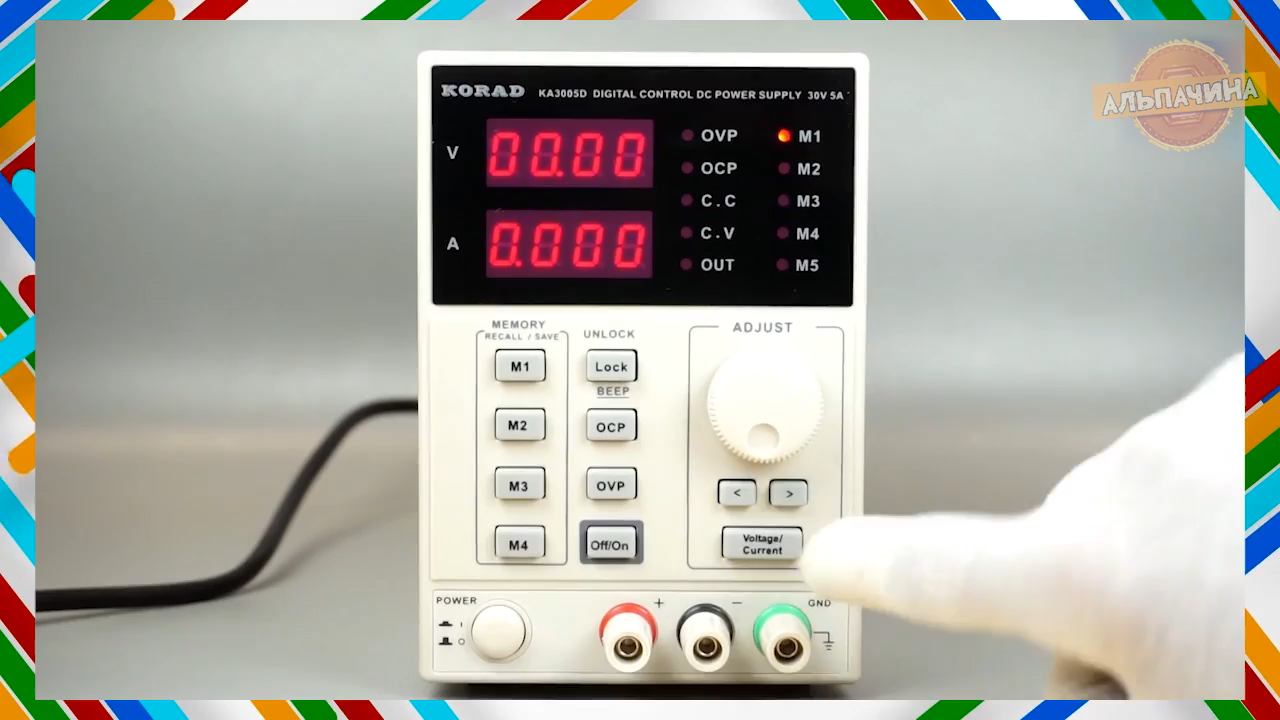 АЛЬПАЧИНА
KORAD KA3005D DIGITAL CONTROL DC POWER SUPPLY 30V 5A
V 00.00
A 0.000
OVP M1
OCP M2
C.C M3
C.V M4
OUT M5
MEMORY
RECALL / SAVE
M1
M2
M3
M4
UNLOCK
Lock
BEEP
OCP
OVP
Off/On
ADJUST
< >
Voltage/
Current
POWER
I
O
+ −
GND